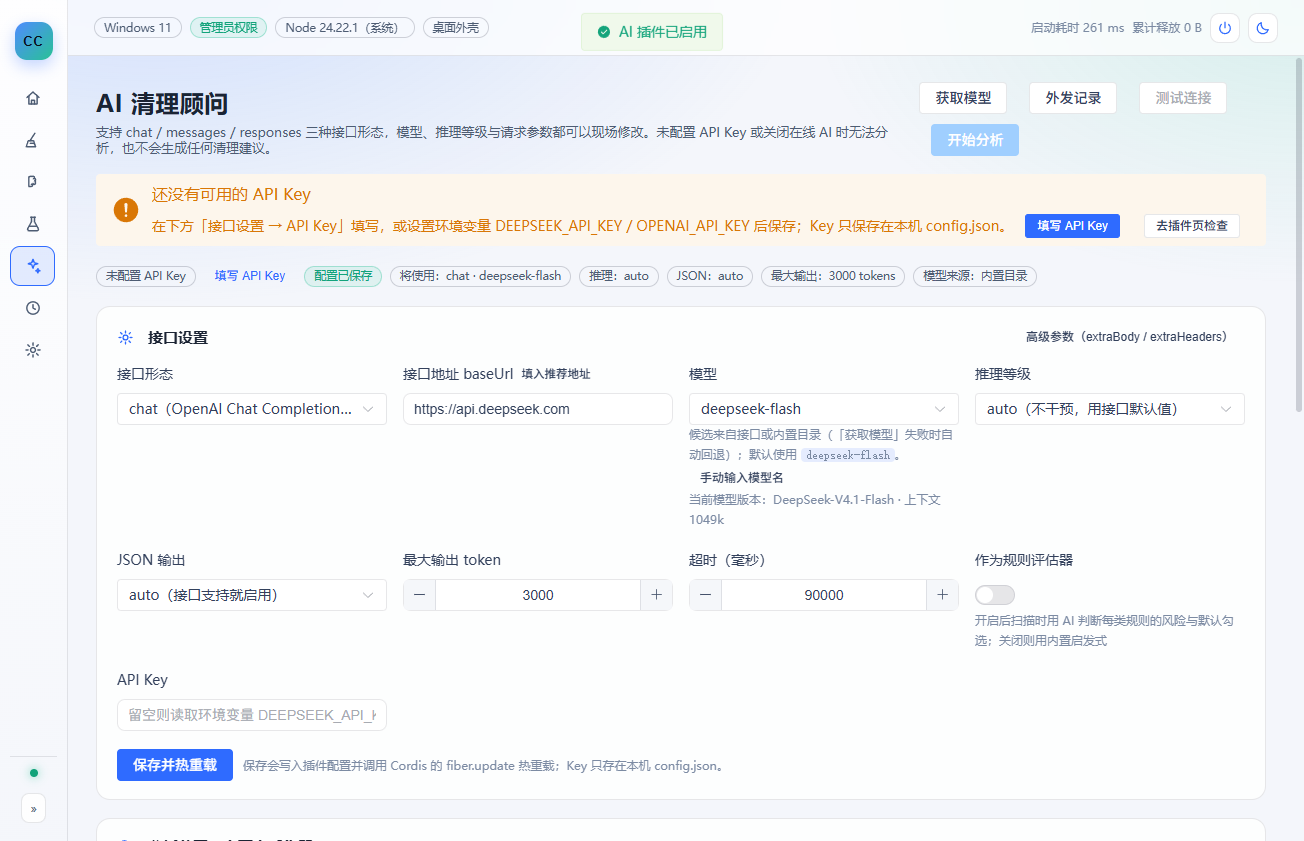 CC
Windows 11
管理员权限
Node 24.22.1（系统）
桌面外壳
AI 插件已启用
启动耗时 261 ms
累计释放 0 B
AI 清理顾问
支持 chat / messages / responses 三种接口形态，模型、推理等级与请求参数都可以现场修改。未配置 API Key 或关闭在线 AI 时无法分
析，也不会生成任何清理建议。
获取模型
外发记录
测试连接
开始分析
还没有可用的 API Key
在下方「接口设置 → API Key」填写，或设置环境变量 DEEPSEEK_API_KEY / OPENAI_API_KEY 后保存；Key 只保存在本机 config.json。
填写 API Key
去插件页检查
未配置 API Key
填写 API Key
配置已保存
将使用：chat · deepseek-flash
推理：auto
JSON：auto
最大输出：3000 tokens
模型来源：内置目录
接口设置
高级参数（extraBody / extraHeaders）
接口形态
chat（OpenAI Chat Completion...
接口地址 baseUrl 填入推荐地址
https://api.deepseek.com
模型
deepseek-flash
候选来自接口或内置目录（「获取模型」失败时自
动回退）；默认使用 deepseek-flash。
手动输入模型名
当前模型版本：DeepSeek-V4.1-Flash · 上下文
1049k
推理等级
auto（不干预，用接口默认值）
JSON 输出
auto（接口支持就启用）
最大输出 token
3000
超时（毫秒）
90000
作为规则评估器
开启后扫描时用 AI 判断每类规则的风险与默认勾
选；关闭则用内置启发式
API Key
留空则读取环境变量 DEEPSEEK_API_K
保存并热重载
保存会写入插件配置并调用 Cordis 的 fiber.update 热重载；Key 只存在本机 config.json。
»